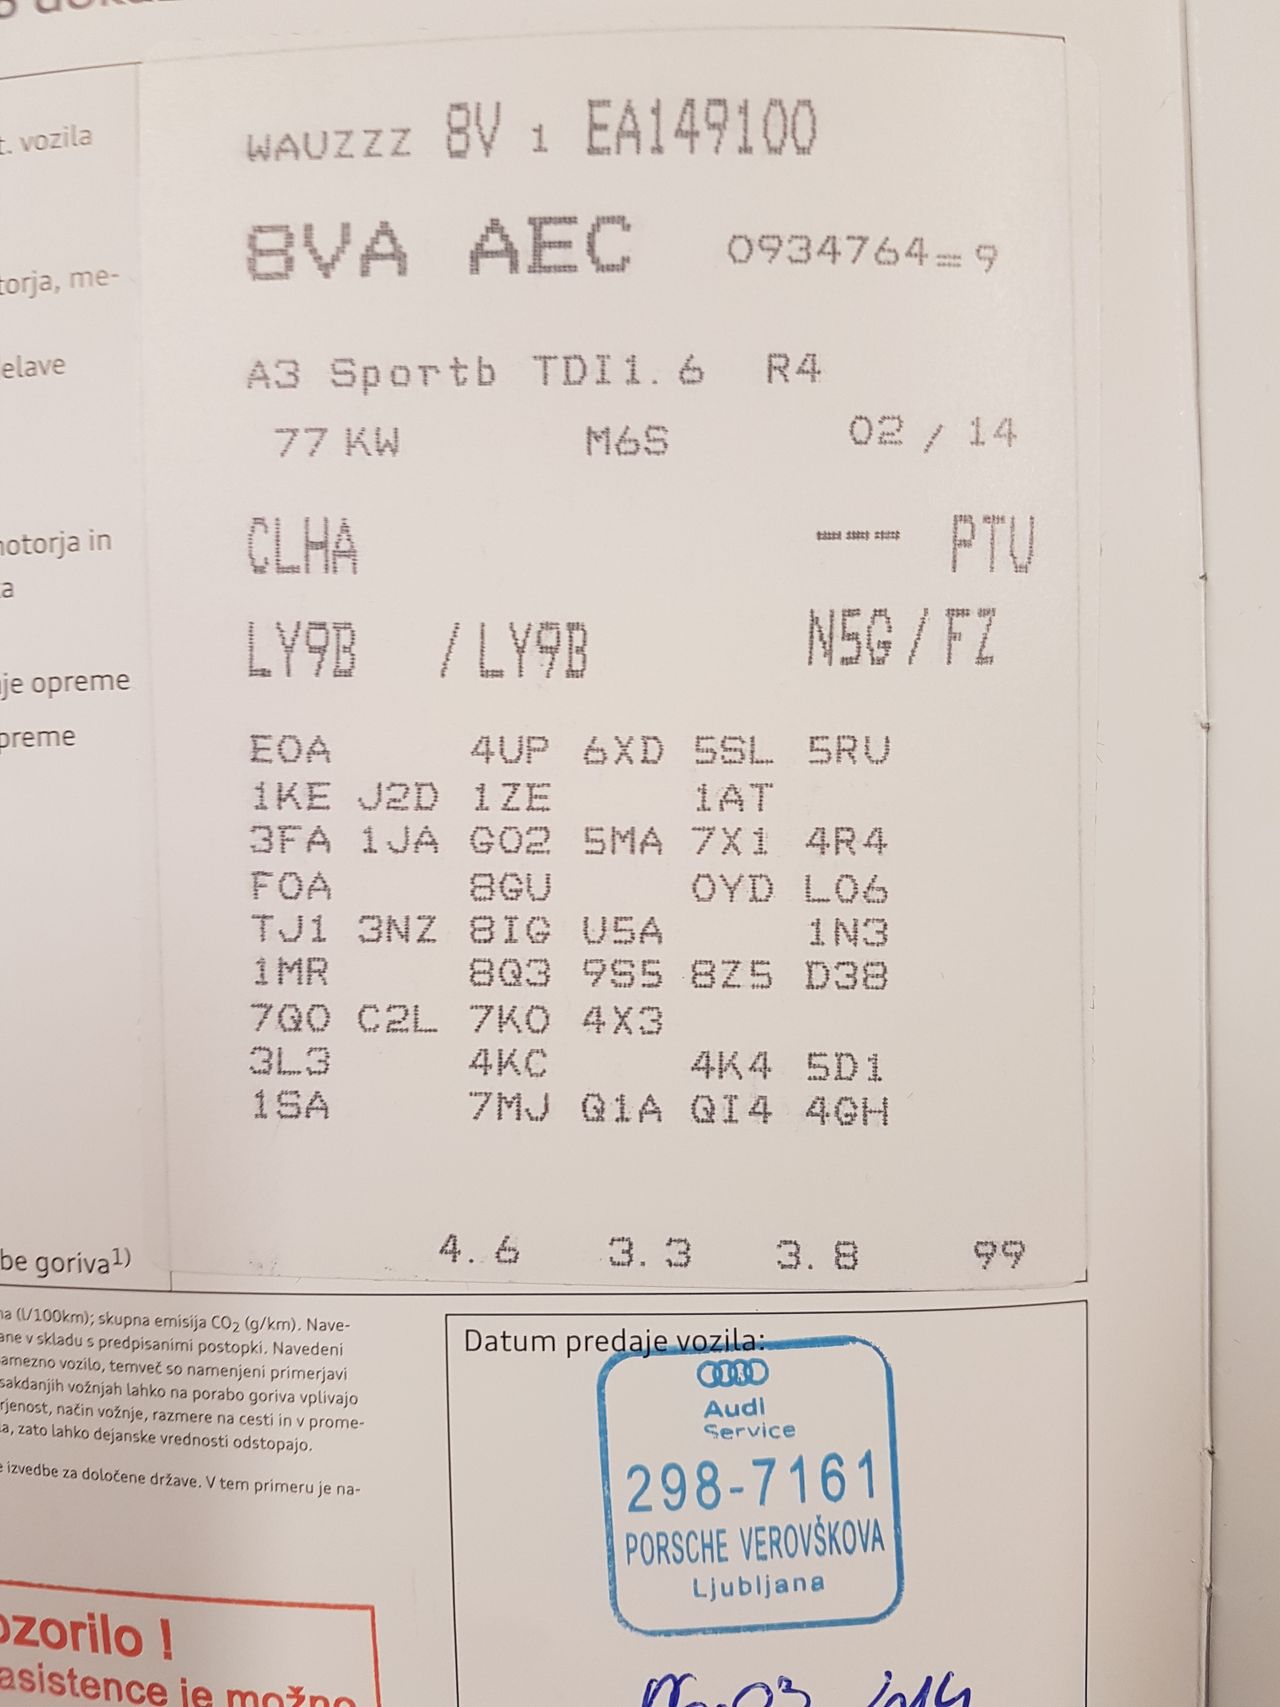 t. vozila
WAUZZZ 8V 1 EA149100
8VA AEC 0934764= 9
torja, me-
elave
A3 Sportb TDI1.6 R4
77 KW M6S 02 / 14
notorja in
CLHA --- PTU
LY9B /LY9B N5G/FZ
je opreme
preme
E0A 4UP 6XD 5SL 5RU
1KE J2D 1ZE 1AT
3FA 1JA G02 5MA 7X1 4R4
F0A 8GU 0YD L06
TJ1 3NZ 8IG U5A 1N3
1MR 8Q3 9S5 8Z5 D38
7Q0 C2L 7K0 4X3
3L3 4KC 4K4 5D1
1SA 7MJ Q1A QI4 4GH
be goriva1) 4.6 3.3 3.8 99
na (l/100km); skupna emisija CO2 (g/km). Nave-
ane v skladu s predpisanimi postopki. Navedeni
amezno vozilo, temveč so namenjeni primerjavi
sakdanjih vožnjah lahko na porabo goriva vplivajo
rjenost, način vožnje, razmere na cesti in v prome-
la, zato lahko dejanske vrednosti odstopajo.
e izvedbe za določene države. V tem primeru je na-
Datum predaje vozila:
Audi
Service
298-7161
PORSCHE VEROVŠKOVA
Ljubljana
ozorilo !
asistence je možno